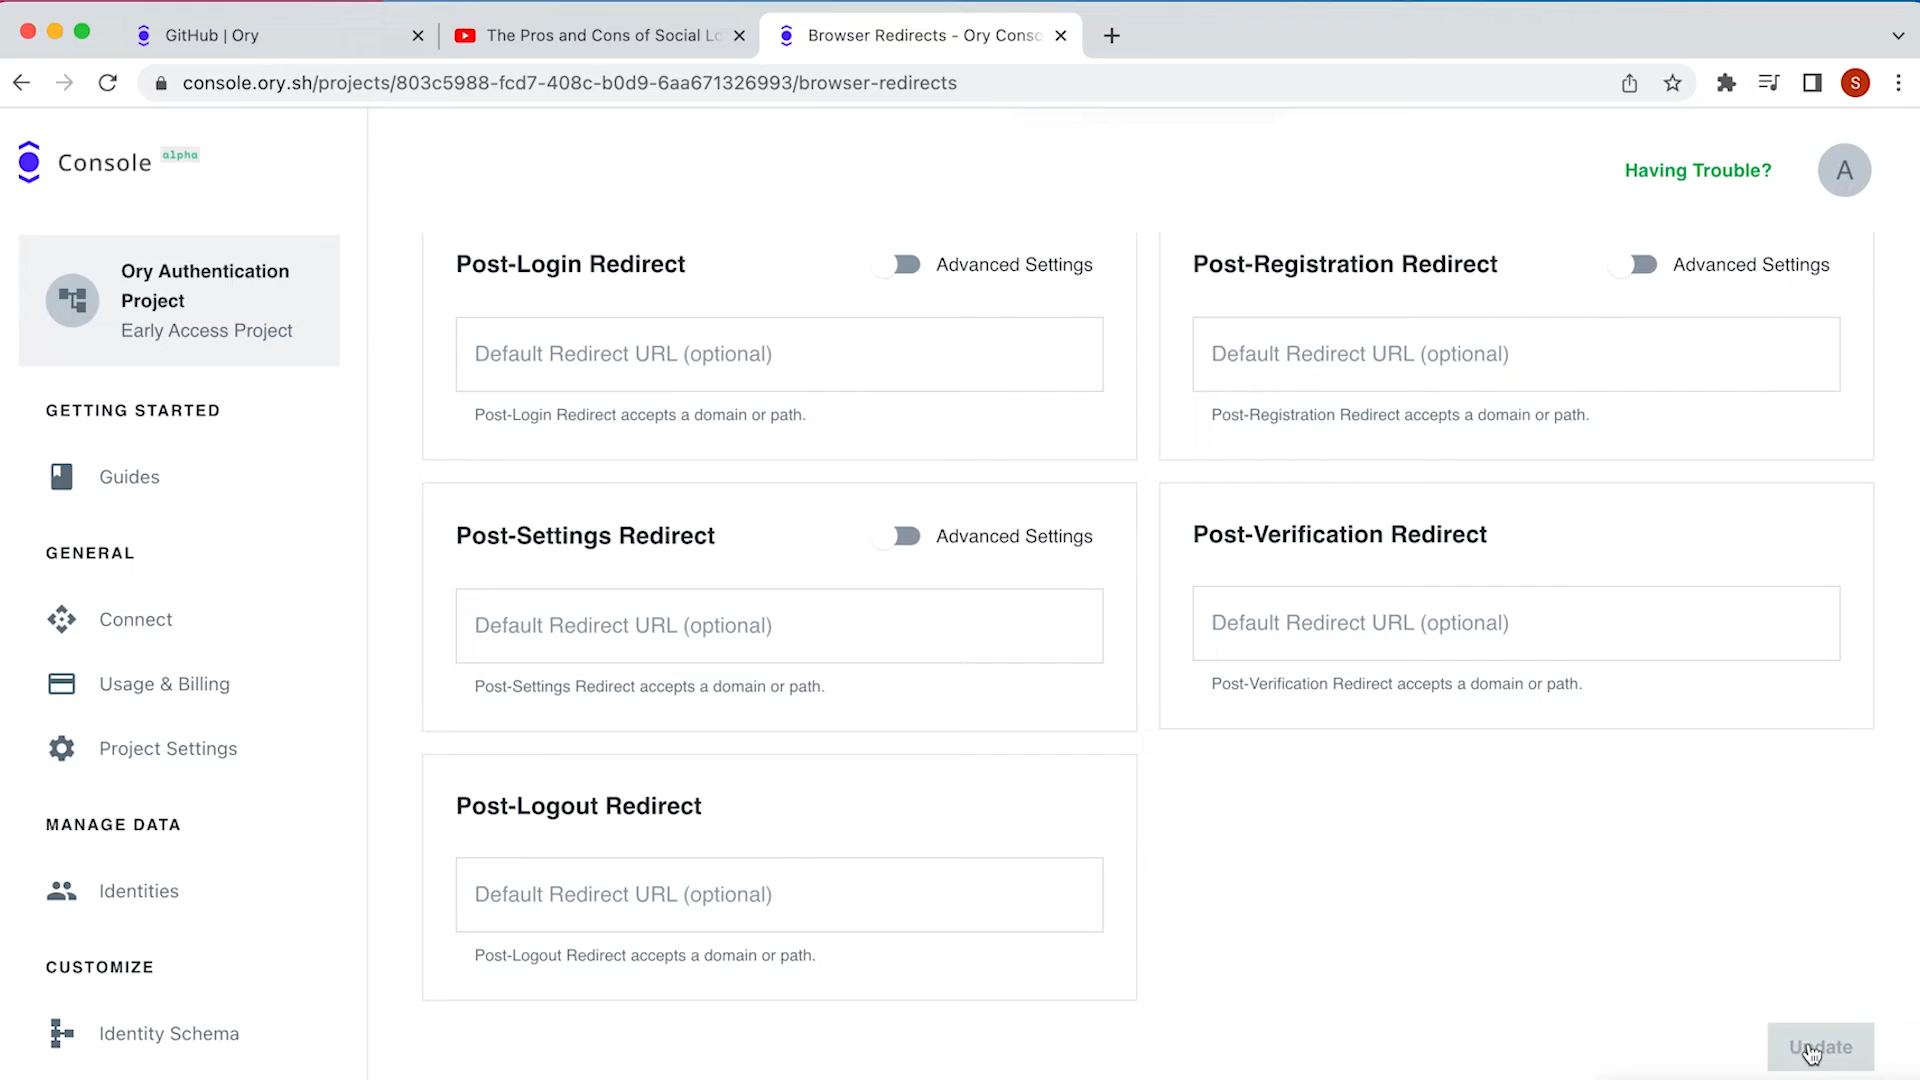 GitHub | Ory
The Pros and Cons of Social Lo
Browser Redirects - Ory Conso
console.ory.sh/projects/803c5988-fcd7-408c-b0d9-6aa671326993/browser-redirects
S
Console alpha
Having Trouble?
A
Ory Authentication
Project
Early Access Project
GETTING STARTED
Guides
GENERAL
Connect
Usage & Billing
Project Settings
MANAGE DATA
Identities
CUSTOMIZE
Identity Schema
Post-Login Redirect
Advanced Settings
Default Redirect URL (optional)
Post-Login Redirect accepts a domain or path.
Post-Registration Redirect
Advanced Settings
Default Redirect URL (optional)
Post-Registration Redirect accepts a domain or path.
Post-Settings Redirect
Advanced Settings
Default Redirect URL (optional)
Post-Settings Redirect accepts a domain or path.
Post-Verification Redirect
Default Redirect URL (optional)
Post-Verification Redirect accepts a domain or path.
Post-Logout Redirect
Default Redirect URL (optional)
Post-Logout Redirect accepts a domain or path.
Update